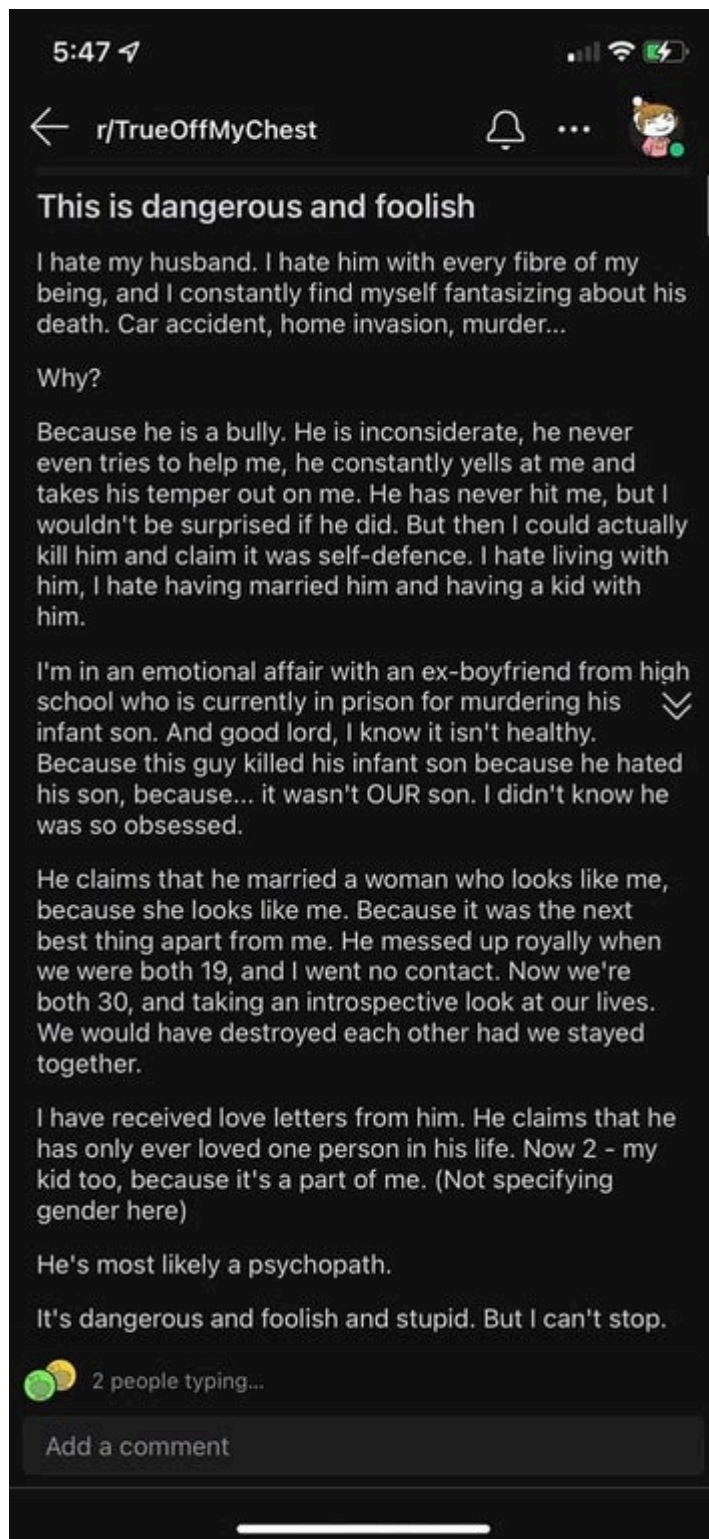 5:47
r/TrueOffMyChest
This is dangerous and foolish
I hate my husband. I hate him with every fibre of my
being, and I constantly find myself fantasizing about his
death. Car accident, home invasion, murder...
Why?
Because he is a bully. He is inconsiderate, he never
even tries to help me, he constantly yells at me and
takes his temper out on me. He has never hit me, but I
wouldn't be surprised if he did. But then I could actually
kill him and claim it was self-defence. I hate living with
him, I hate having married him and having a kid with
him.
I'm in an emotional affair with an ex-boyfriend from high
school who is currently in prison for murdering his
infant son. And good lord, I know it isn't healthy.
Because this guy killed his infant son because he hated
his son, because... it wasn't OUR son. I didn't know he
was so obsessed.
He claims that he married a woman who looks like me,
because she looks like me. Because it was the next
best thing apart from me. He messed up royally when
we were both 19, and I went no contact. Now we're
both 30, and taking an introspective look at our lives.
We would have destroyed each other had we stayed
together.
I have received love letters from him. He claims that he
has only ever loved one person in his life. Now 2 - my
kid too, because it's a part of me. (Not specifying
gender here)
He's most likely a psychopath.
It's dangerous and foolish and stupid. But I can't stop.
2 people typing...
Add a comment